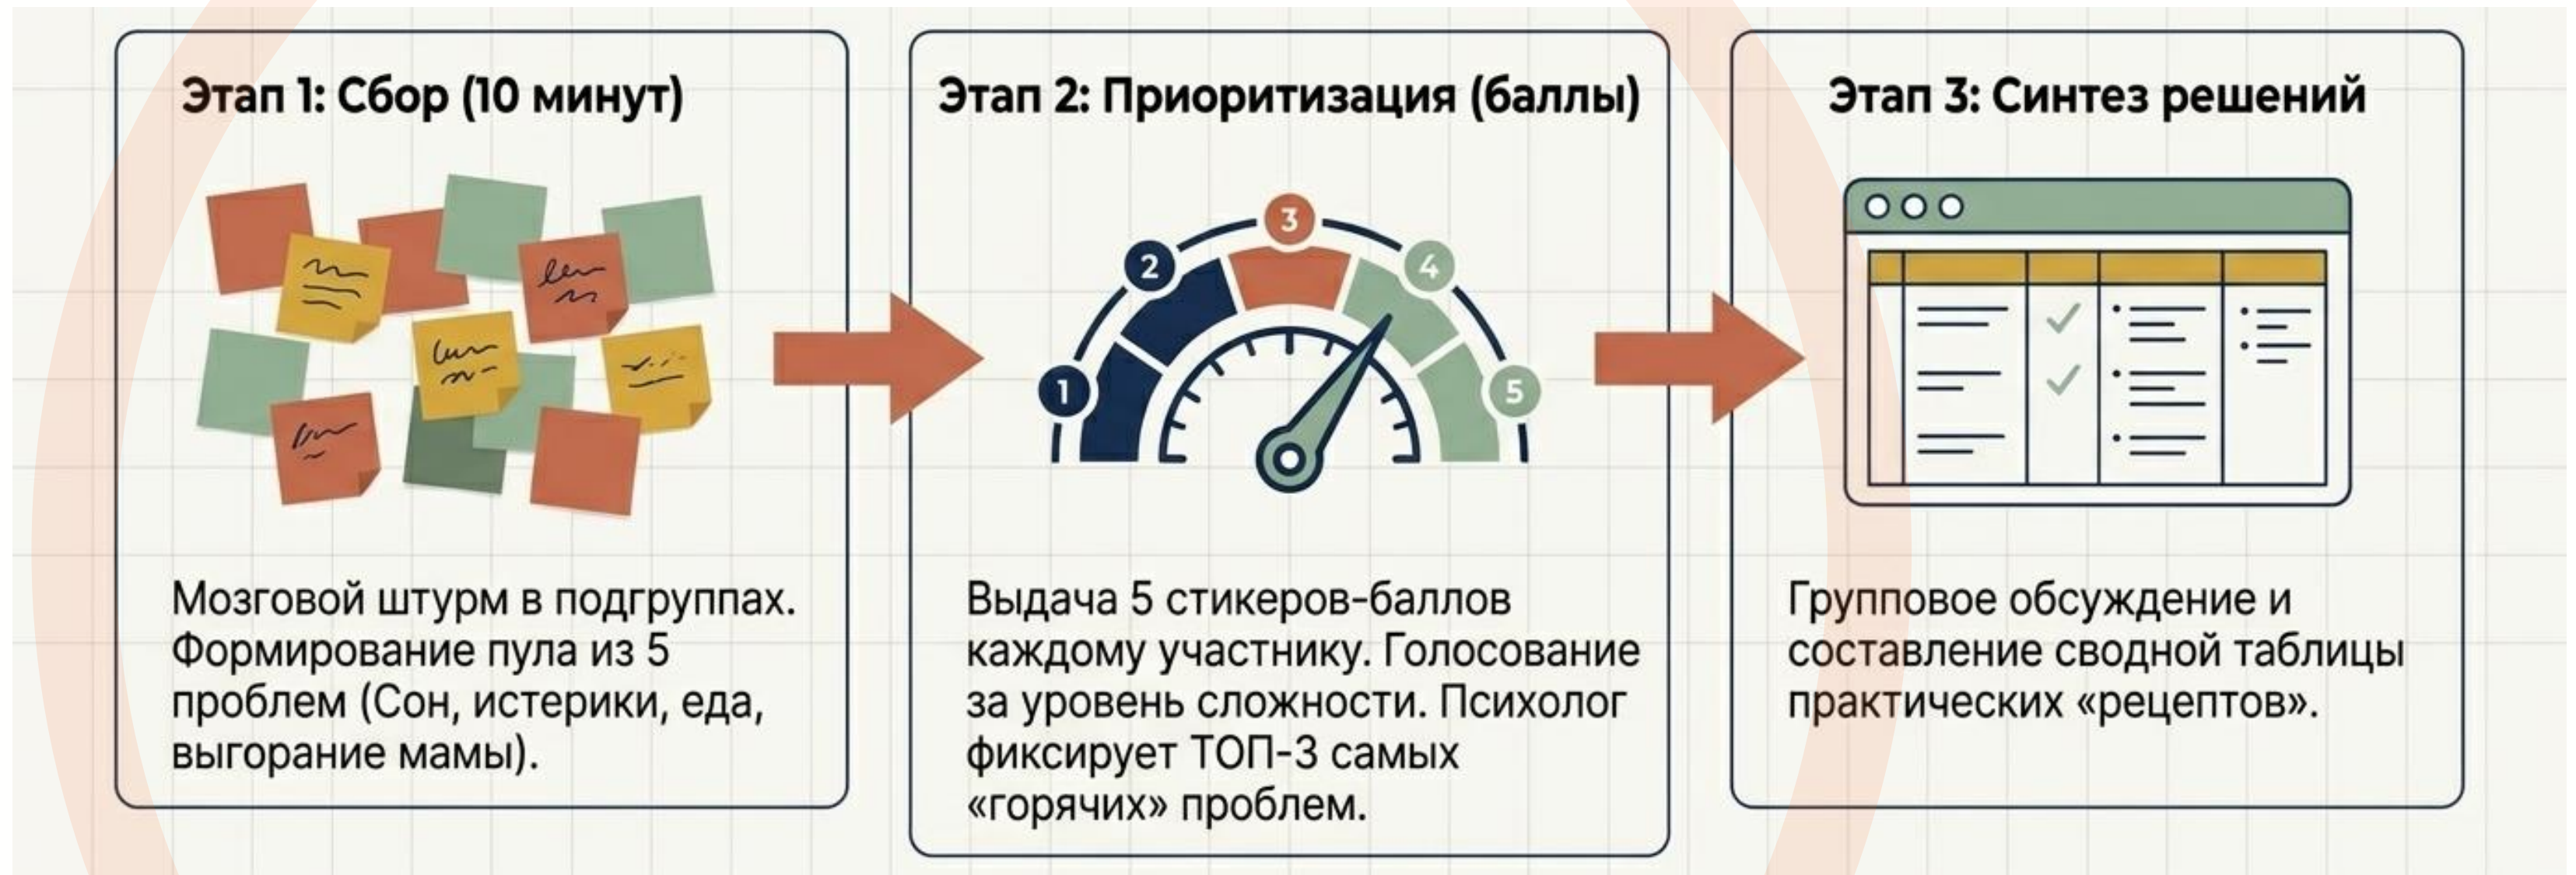 Этап 1: Сбор (10 минут)
Мозговой штурм в подгруппах.
Формирование пула из 5
проблем (Сон, истерики, еда,
выгорание мамы).
Этап 2: Приоритизация (баллы)
1
2
3
4
5
Выдача 5 стикеров-баллов
каждому участнику. Голосование
за уровень сложности. Психолог
фиксирует ТОП-3 самых
«горячих» проблем.
Этап 3: Синтез решений
Групповое обсуждение и
составление сводной таблицы
практических «рецептов».